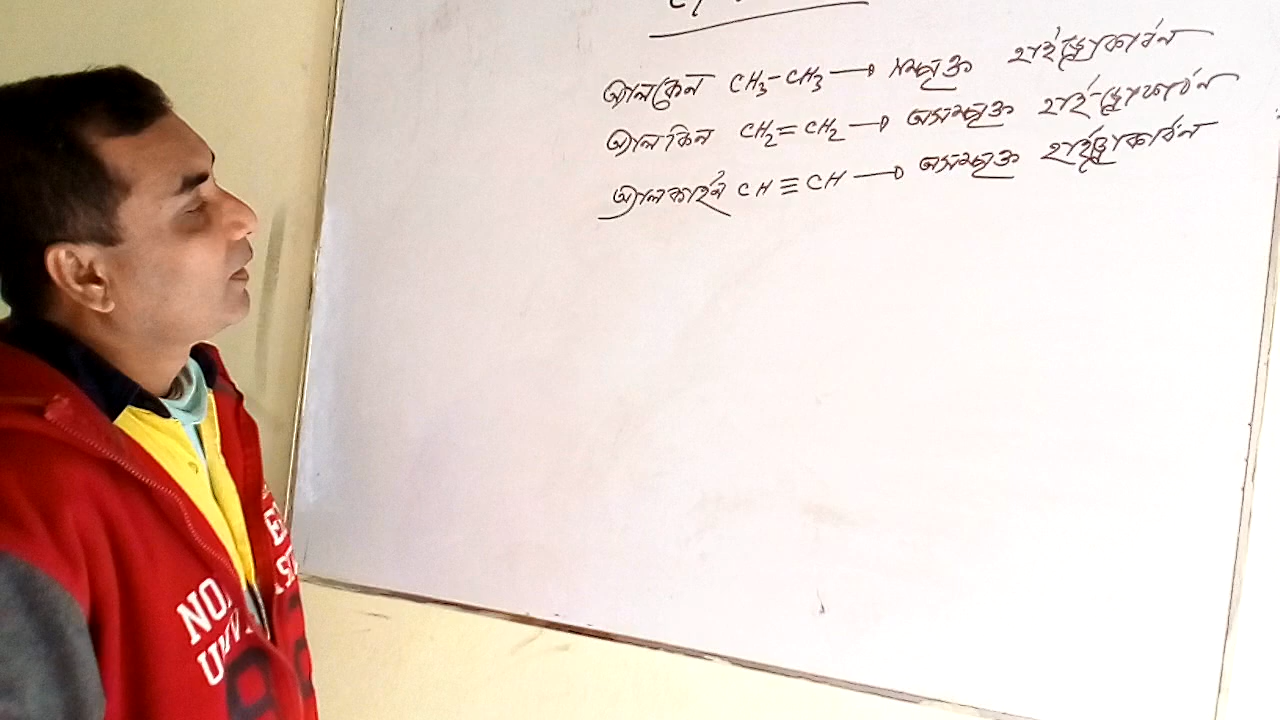 অ্যালকেন CH₃-CH₃ → সম্পৃক্ত হাইড্রোকার্বন
অ্যালকিন CH₂=CH₂ → অসম্পৃক্ত হাইড্রোকার্বন
অ্যালকাইন CH≡CH → অসম্পৃক্ত হাইড্রোকার্বন
NO